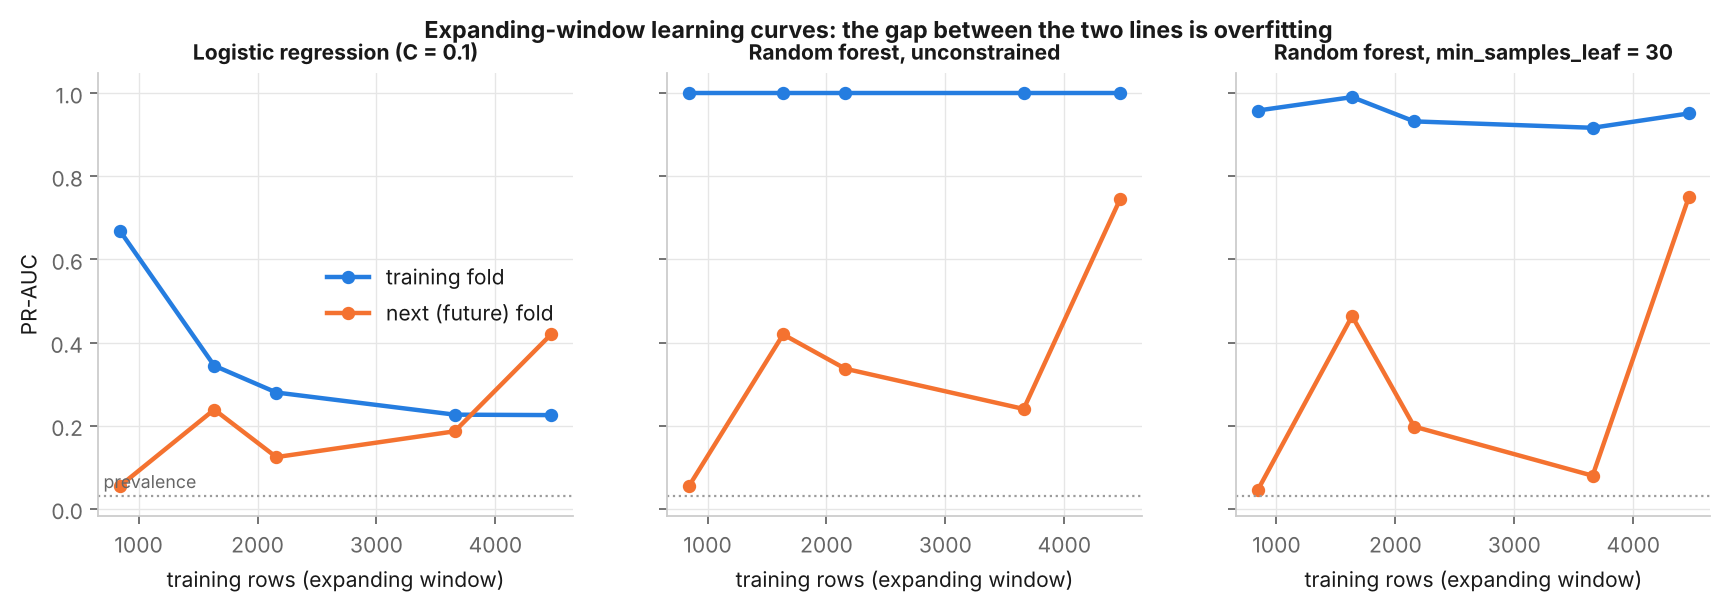 Expanding-window learning curves: the gap between the two lines is overfitting
Logistic regression (C = 0.1)
Random forest, unconstrained
Random forest, min_samples_leaf = 30
PR-AUC
1.0
0.8
0.6
0.4
0.2
0.0
training fold
next (future) fold
prevalence
1000 2000 3000 4000
1000 2000 3000 4000
1000 2000 3000 4000
training rows (expanding window)
training rows (expanding window)
training rows (expanding window)